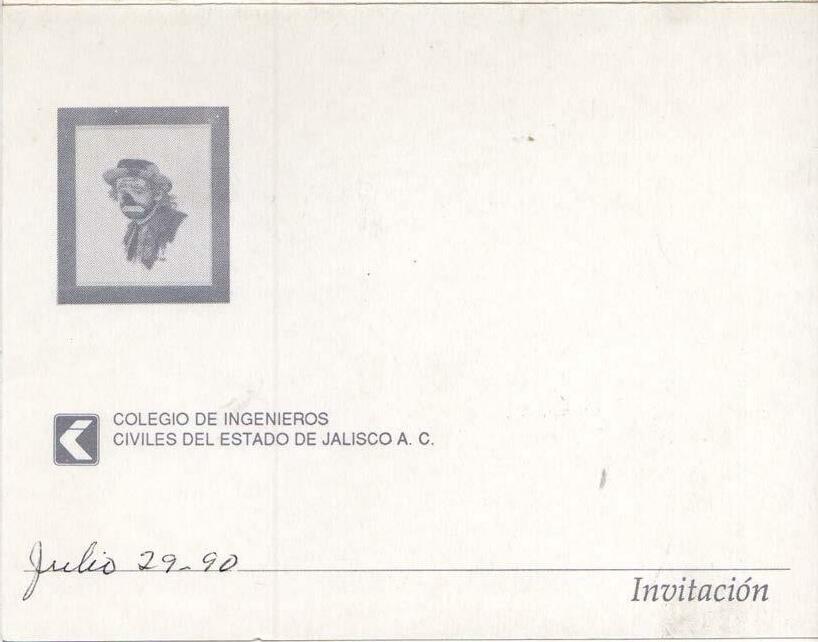 COLEGIO DE INGENIEROS
CIVILES DEL ESTADO DE JALISCO A. C.
Julio 29-90
Invitación